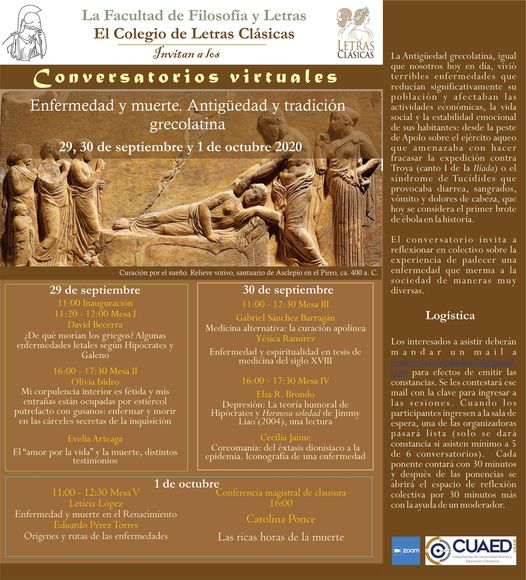 La Facultad de Filosofía y Letras
El Colegio de Letras Clásicas
Invitan a los
LETRAS
CLÁSICAS
Conversatorios virtuales
Enfermedad y muerte. Antigüedad y tradición
grecolatina
29, 30 de septiembre y 1 de octubre 2020
Curación por el sueño. Relieve votivo, santuario de Asclepio en el Pireo, ca. 400 a. C.
29 de septiembre
11:00 Inauguración
11:20 - 12:00 Mesa I
David Becerra
¿De qué morían los griegos? Algunas
enfermedades letales según Hipócrates y
Galeno
16:00 - 17:30 Mesa II
Olivia Isidro
Mi corpulencia interior es fétida y mis
entrañas están ocupadas por estiércol
putrefacto con gusanos: enfermar y morir
en las cárceles secretas de la inquisición
Evelia Arteaga
El “amor por la vida” y la muerte, distintos
testimonios
30 de septiembre
11:00 - 12:30 Mesa III
Gabriel Sánchez Barragán
Medicina alternativa: la curación apolínea
Yesica Ramírez
Enfermedad y espiritualidad en tesis de
medicina del siglo XVIII
16:00 - 17:30 Mesa IV
Elsa R. Brondo
Depresión: La teoría humoral de
Hipócrates y Hermosa soledad de Jimmy
Liao (2004), una lectura
Cecilia Jaime
Coreomanía: del éxtasis dionisíaco a la
epidemia. Iconografía de una enfermedad
1 de octubre
11:00 - 12:30 Mesa V
Leticia López
Enfermedad y muerte en el Renacimiento
Eduardo Pérez Torres
Orígenes y rutas de las enfermedades
Conferencia magistral de clausura
16:00
Carolina Ponce
Las ricas horas de la muerte
La Antigüedad grecolatina, igual
que nosotros hoy en día, vivió
terribles enfermedades que
reducían significativamente su
población y afectaban las
actividades económicas, la vida
social y la estabilidad emocional
de sus habitantes: desde la peste
de Apolo sobre el ejército aqueo
que amenazaba con hacer
fracasar la expedición contra
Troya (canto I de la Ilíada) o el
síndrome de Tucídides que
provocaba diarrea, sangrados,
vómito y dolores de cabeza, que
hoy se considera el primer brote
de ébola en la historia.
El conversatorio invita a
reflexionar en colectivo sobre la
experiencia de padecer una
enfermedad que merma a la
sociedad de maneras muy
diversas.
Logística
Los interesados a asistir deberán
mandar un mail a
para efectos de emitir las
constancias. Se les contestará ese
mail con la clave para ingresar a
las sesiones. Cuando los
participantes ingresen a la sala de
espera, una de las organizadoras
pasará lista (solo se dará
constancia si asisten mínimo a 5
de 6 conversatorios). Cada
ponente contará con 30 minutos
y después de las ponencias se
abrirá el espacio de reflexión
colectiva por 30 minutos más
con la ayuda de un moderador.
zoom
CUAED